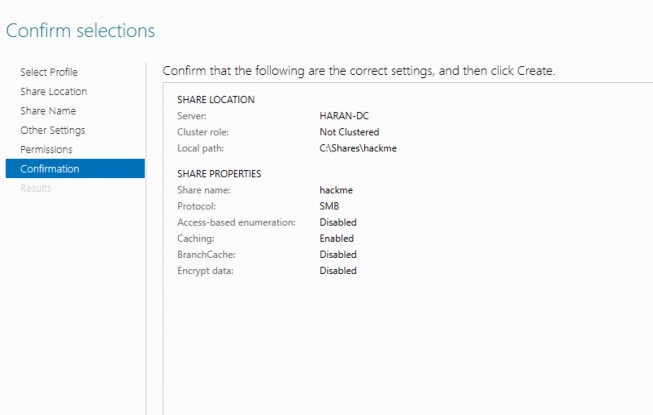 Confirm selections
Select Profile
Share Location
Share Name
Other Settings
Permissions
Confirmation
Results
Confirm that the following are the correct settings, and then click Create.
SHARE LOCATION
Server: HARAN-DC
Cluster role: Not Clustered
Local path: C:\Shares\hackme
SHARE PROPERTIES
Share name: hackme
Protocol: SMB
Access-based enumeration: Disabled
Caching: Enabled
BranchCache: Disabled
Encrypt data: Disabled